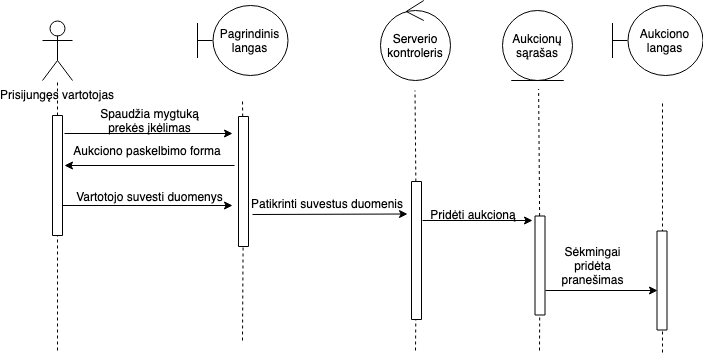 Pagrindinis
langas
Serverio
kontroleris
Aukcionų
sąrašas
Aukciono
langas
Prisijungęs vartotojas
Spaudžia mygtuką
prekės įkėlimas
Aukciono paskelbimo forma
Vartotojo suvesti duomenys
Patikrinti suvestus duomenis
Pridėti aukcioną
Sėkmingai
pridėta
pranešimas